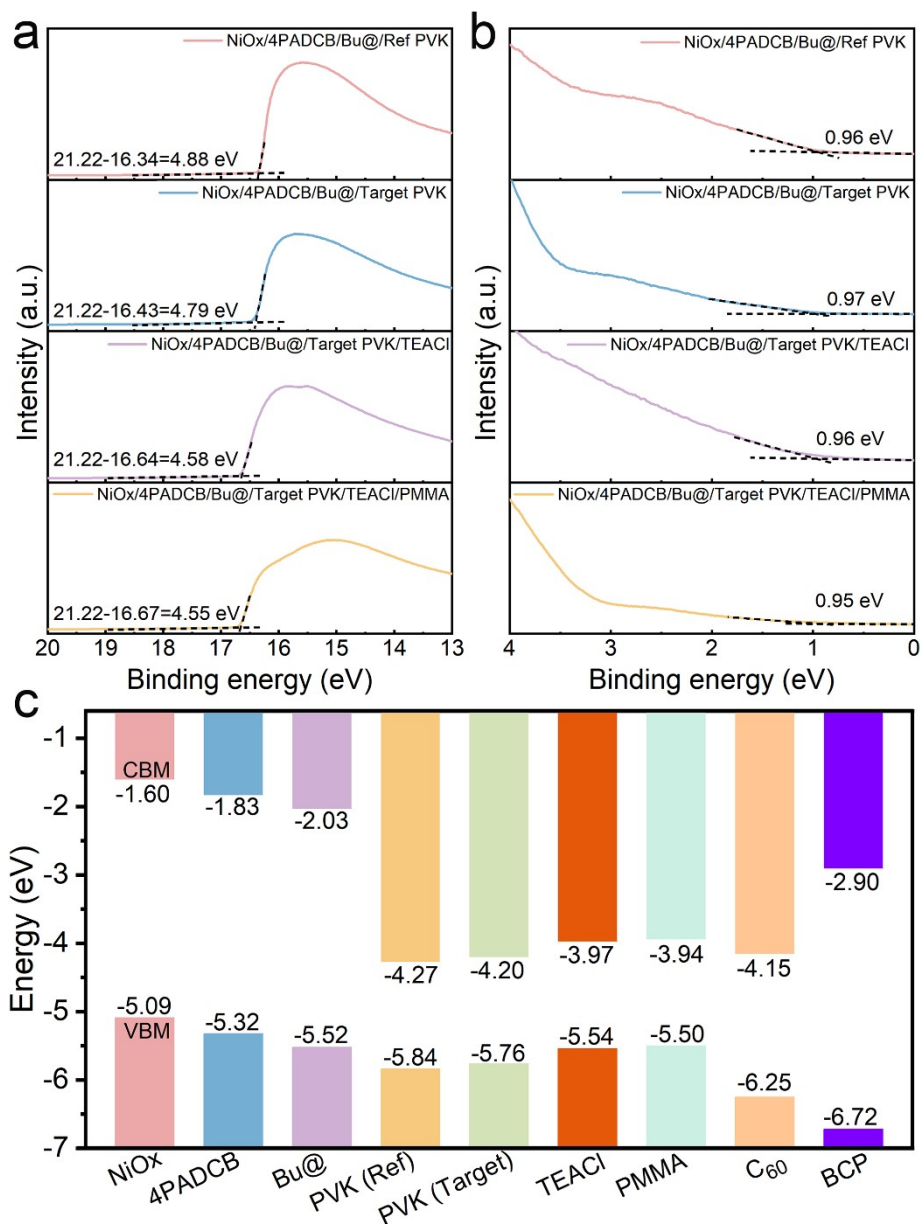 a
NiOx/4PADCB/Bu@/Ref PVK
21.22-16.34=4.88 eV
NiOx/4PADCB/Bu@/Target PVK
21.22-16.43=4.79 eV
NiOx/4PADCB/Bu@/Target PVK/TEACl
21.22-16.64=4.58 eV
NiOx/4PADCB/Bu@/Target PVK/TEACl/PMMA
21.22-16.67=4.55 eV
Intensity (a.u.)
20 19 18 17 16 15 14 13
Binding energy (eV)
b
NiOx/4PADCB/Bu@/Ref PVK
0.96 eV
NiOx/4PADCB/Bu@/Target PVK
0.97 eV
NiOx/4PADCB/Bu@/Target PVK/TEACl
0.96 eV
NiOx/4PADCB/Bu@/Target PVK/TEACl/PMMA
0.95 eV
Intensity (a.u.)
4 3 2 1 0
Binding energy (eV)
c
Energy (eV)
-1
-2
-3
-4
-5
-6
-7
CBM
-1.60
-1.83
-2.03
-4.27
-4.20
-3.97
-3.94
-4.15
-2.90
-5.09
VBM
-5.32
-5.52
-5.84
-5.76
-5.54
-5.50
-6.25
-6.72
NiOx
4PADCB
Bu@
PVK (Ref)
PVK (Target)
TEACl
PMMA
C60
BCP